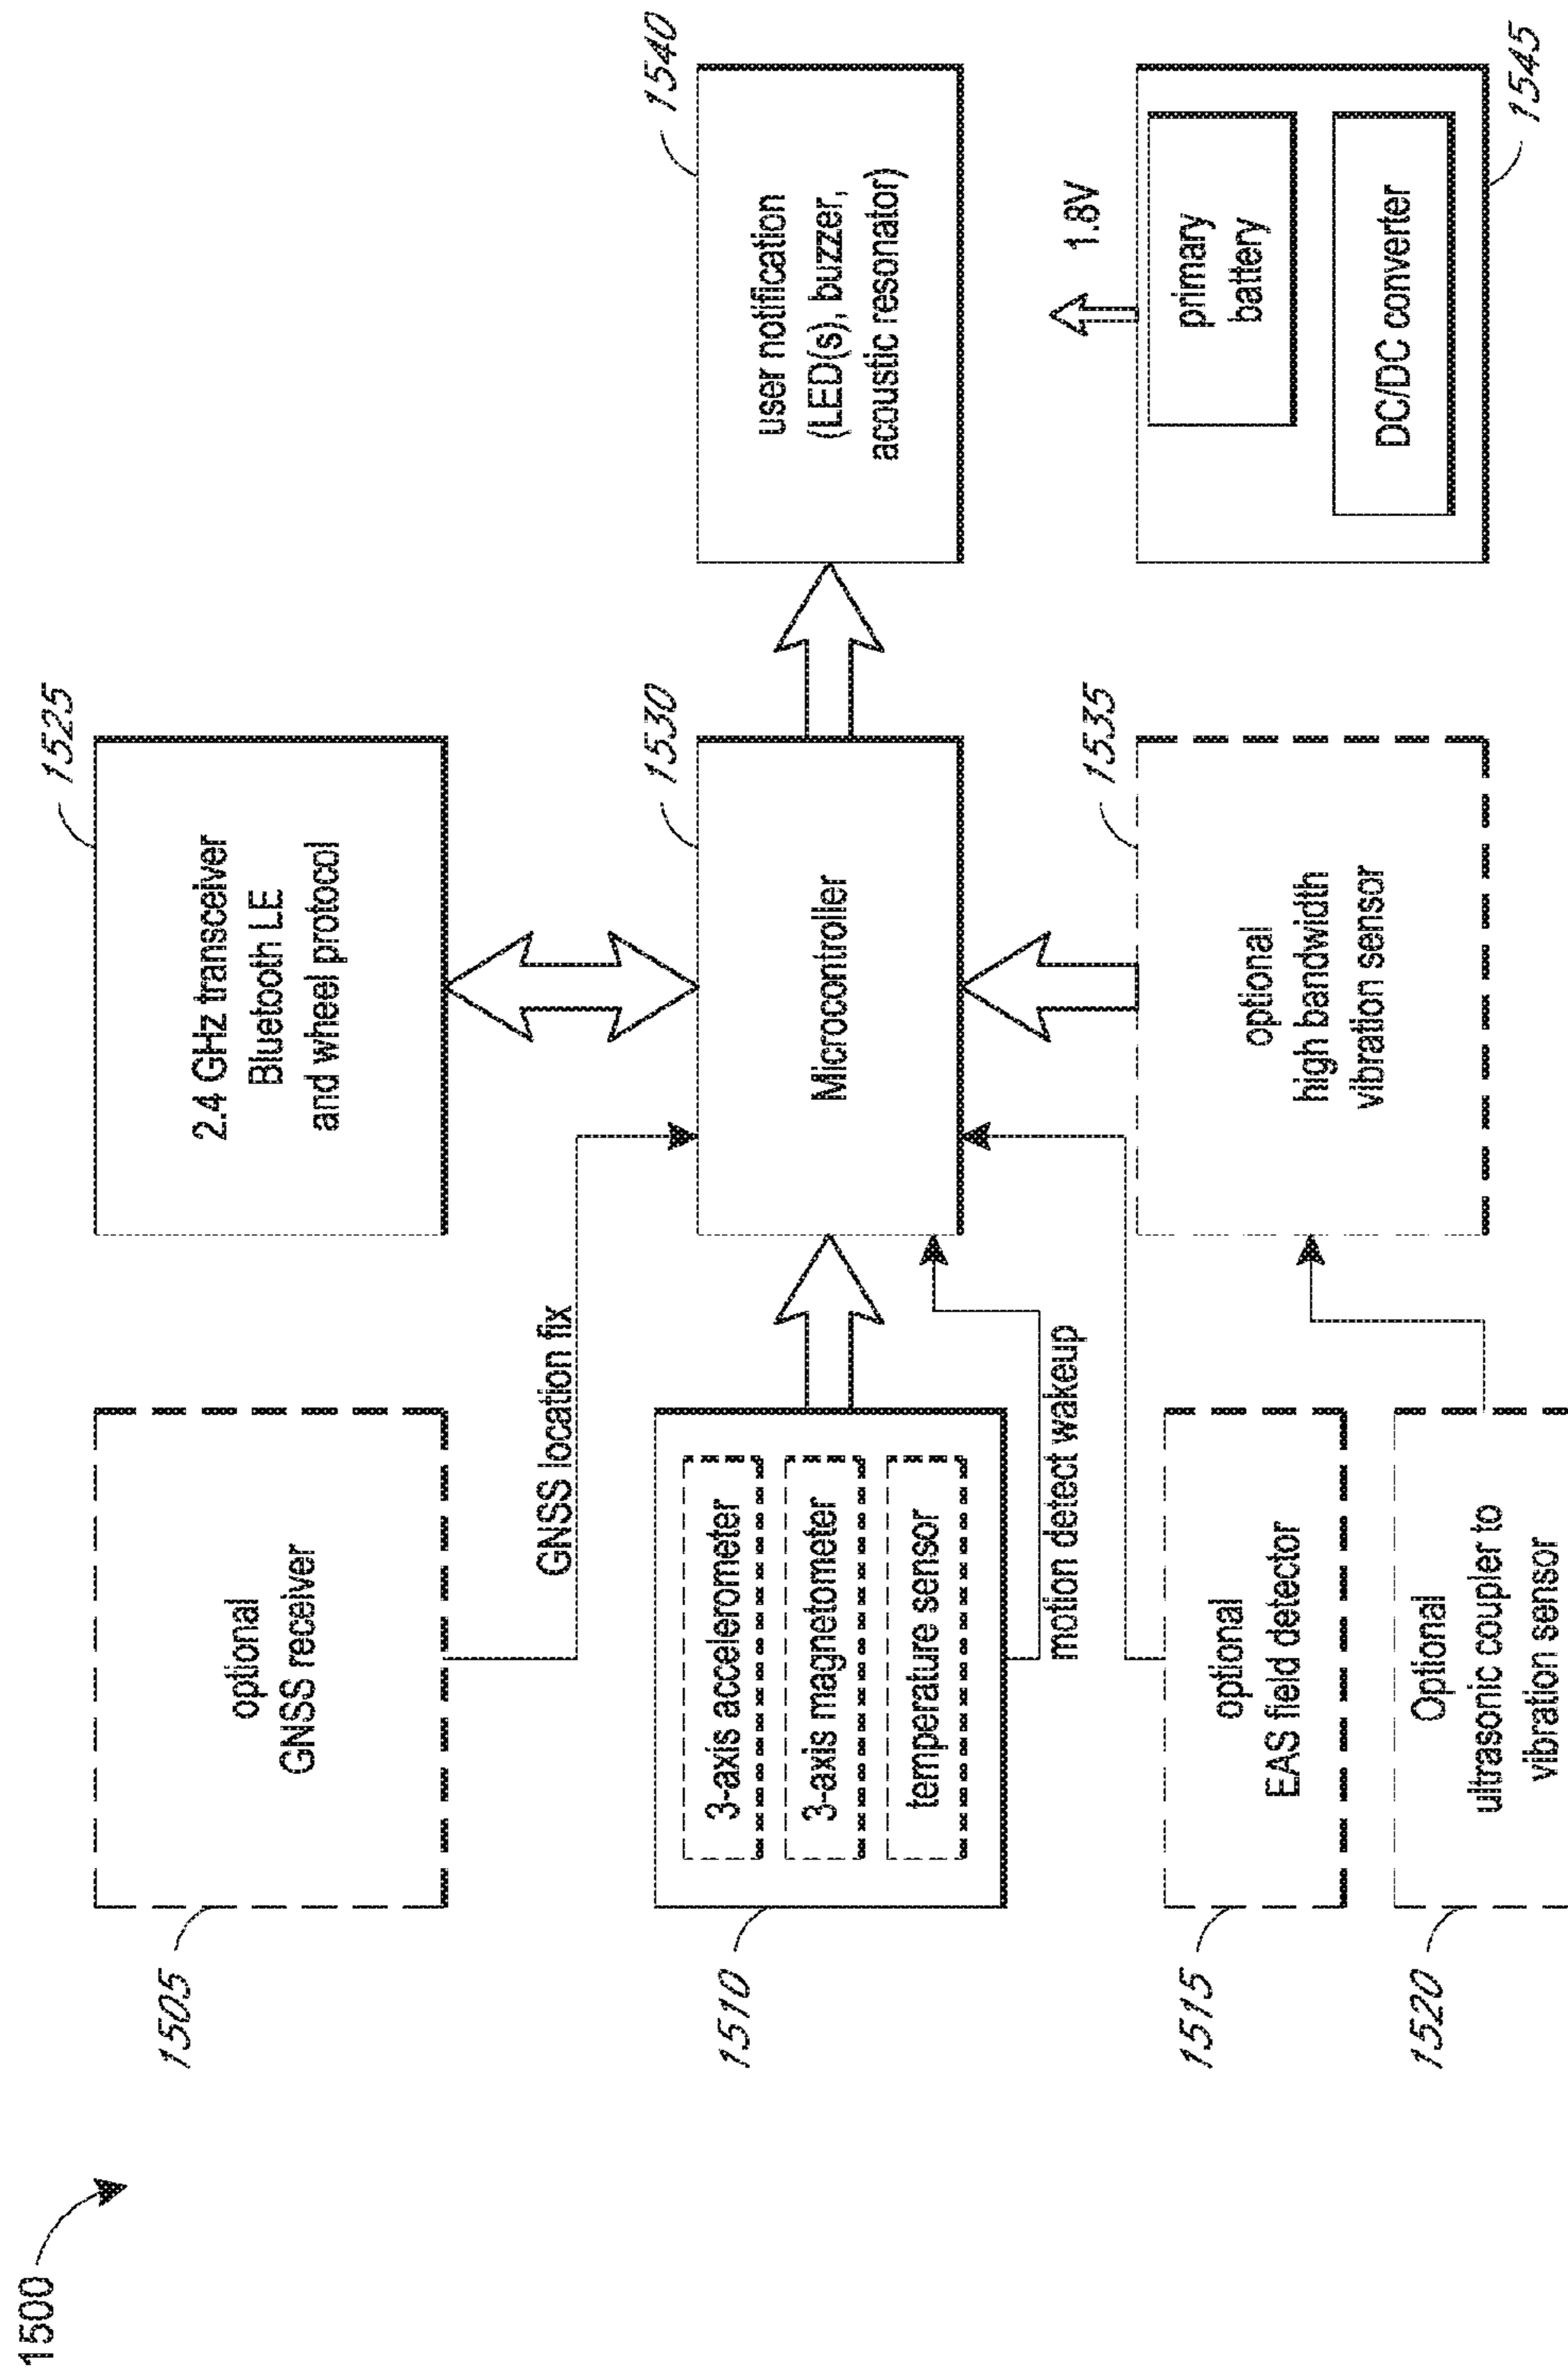 1500
1505
optional
GNSS receiver
GNSS location fix
1510
3-axis accelerometer
3-axis magnetometer
temperature sensor
motion detect wakeup
1515
optional
EAS field detector
1520
Optional
ultrasonic coupler to
vibration sensor
1525
2.4 GHz transceiver
Bluetooth LE
and wheel protocol
1530
Microcontroller
1535
optional
high bandwidth
vibration sensor
1540
user notification
(LED(s), buzzer,
acoustic resonator)
1.8V
primary
battery
DC/DC converter
1545